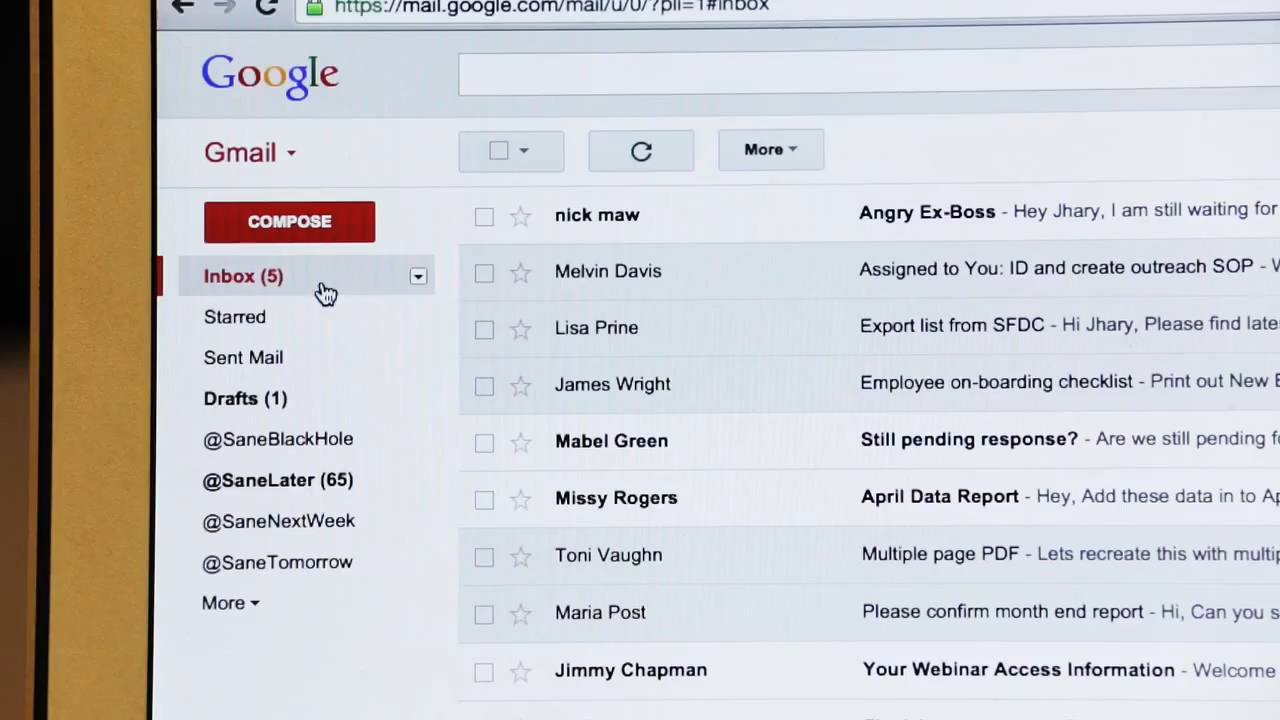 https://mail.google.com/mail/u/0/?pli=1#inbox
Google
Gmail
More
COMPOSE
Inbox (5)
Starred
Sent Mail
Drafts (1)
@SaneBlackHole
@SaneLater (65)
@SaneNextWeek
@SaneTomorrow
More
nick maw Angry Ex-Boss - Hey Jhary, I am still waiting for
Melvin Davis Assigned to You: ID and create outreach SOP -
Lisa Prine Export list from SFDC - Hi Jhary, Please find late
James Wright Employee on-boarding checklist - Print out New
Mabel Green Still pending response? - Are we still pending
Missy Rogers April Data Report - Hey, Add these data in to Ap
Toni Vaughn Multiple page PDF - Lets recreate this with multip
Maria Post Please confirm month end report - Hi, Can you s
Jimmy Chapman Your Webinar Access Information - Welcome